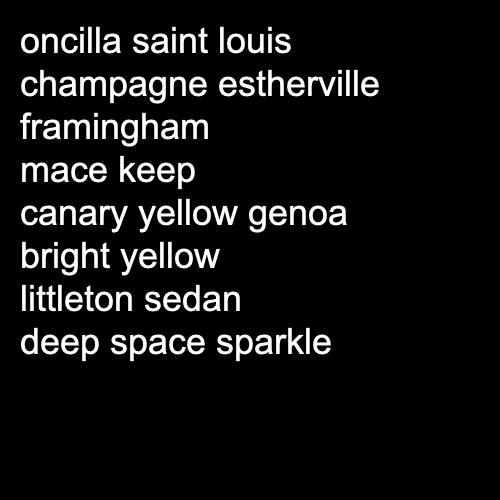 oncilla saint louis
champagne estherville
framingham
mace keep
canary yellow genoa
bright yellow
littleton sedan
deep space sparkle